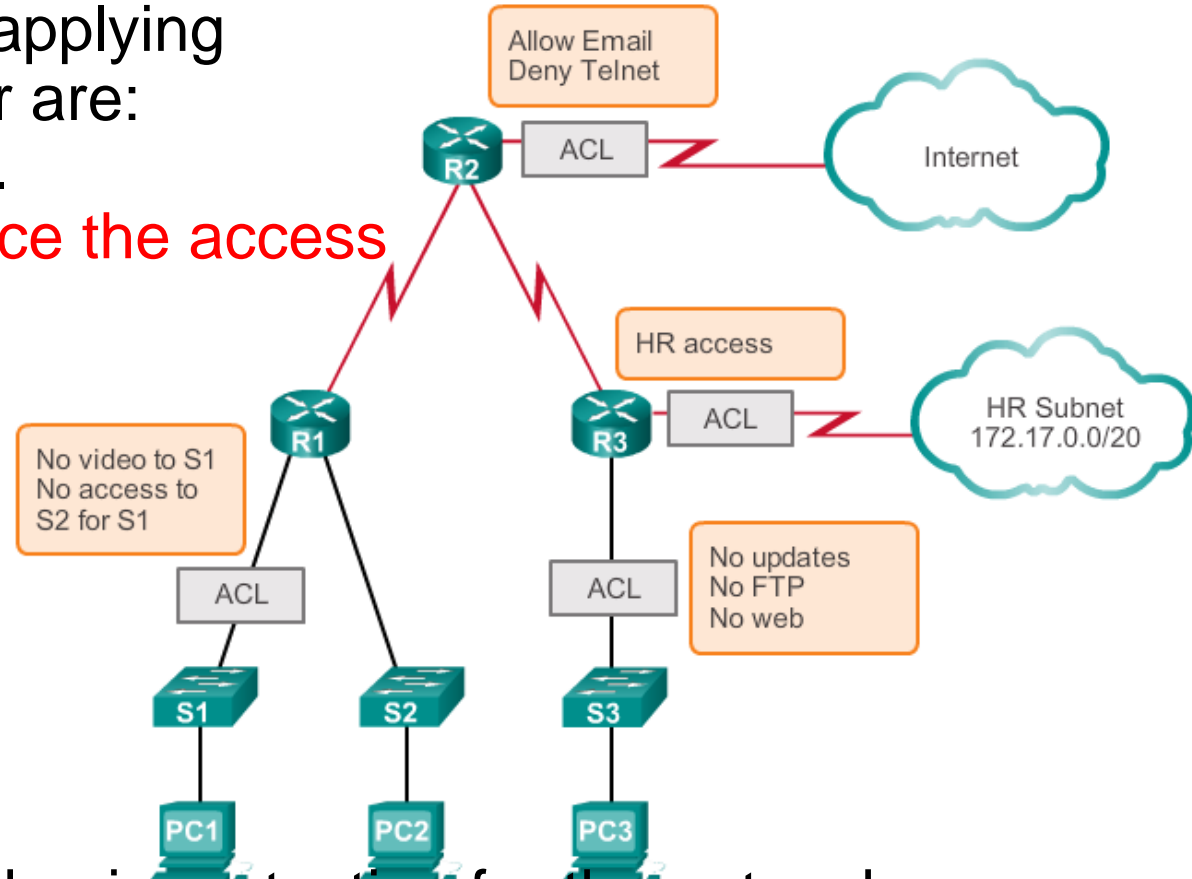 applying
r are:
.
ce the access
Allow Email
Deny Telnet
ACL
R2
Internet
HR access
ACL
R1
R3
HR Subnet
172.17.0.0/20
No video to S1
No access to
S2 for S1
ACL
ACL
No updates
No FTP
No web
S1
S2
S3
PC1
PC2
PC3